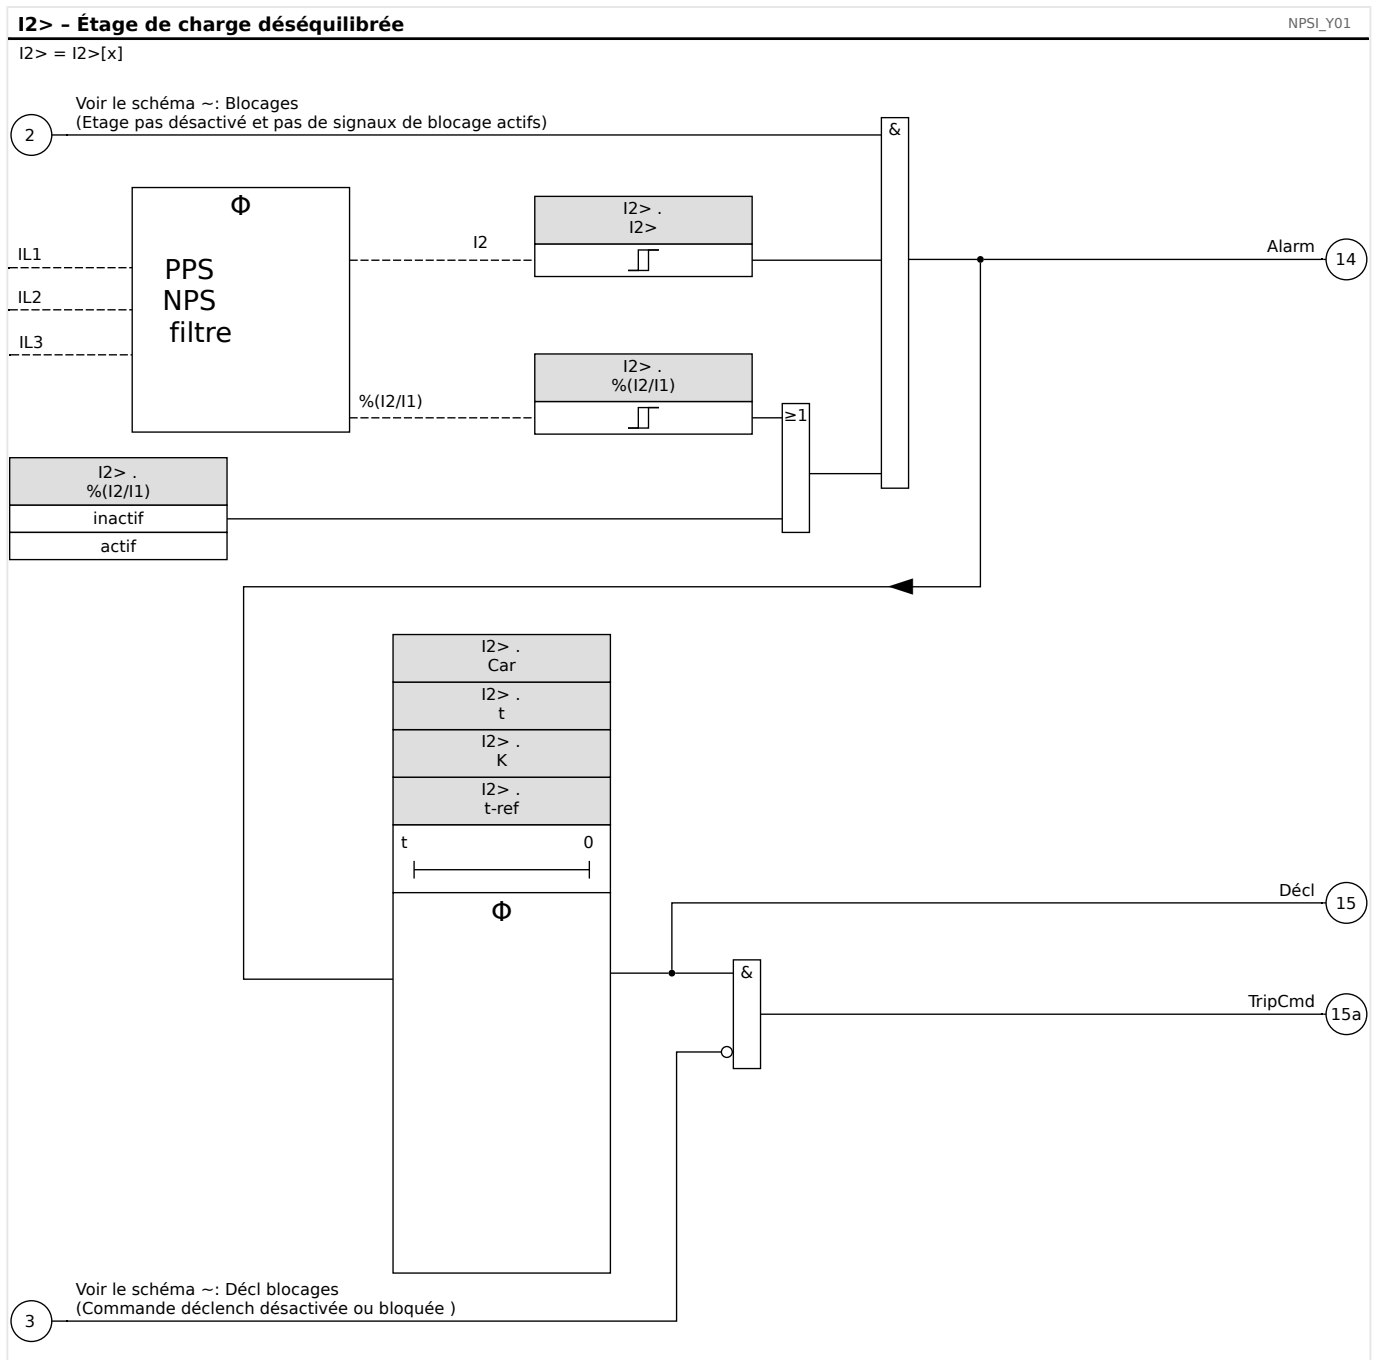 I2> – Étage de charge déséquilibrée
NPSI_Y01
I2> = I2>[x]
Voir le schéma ~: Blocages
(Etage pas désactivé et pas de signaux de blocage actifs)
2
&
Φ
PPS
NPS
filtre
IL1
IL2
IL3
I2
I2> .
I2>
Alarm
14
%(I2/I1)
I2> .
%(I2/I1)
≥1
I2> .
%(I2/I1)
inactif
actif
I2> .
Car
I2> .
t
I2> .
K
I2> .
t-ref
t 0
Φ
Décl
15
&
TripCmd
15a
Voir le schéma ~: Décl blocages
(Commande déclench désactivée ou bloquée )
3